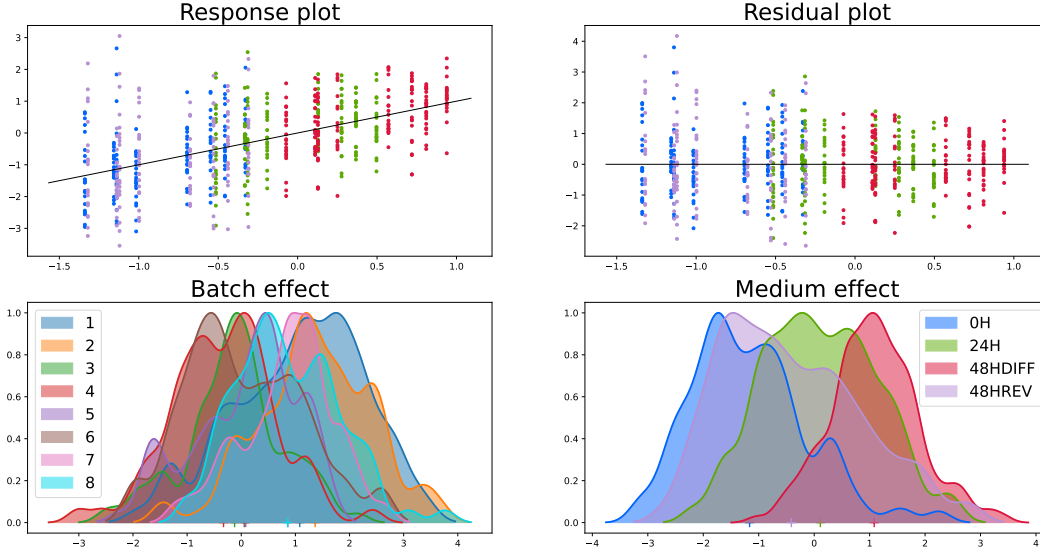 Response plot
3
2
1
0
−1
−2
−3
−1.5 −1.0 −0.5 0.0 0.5 1.0
Residual plot
4
3
2
1
0
−1
−2
−1.5 −1.0 −0.5 0.0 0.5 1.0
Batch effect
1.0
0.8
0.6
0.4
0.2
0.0
1
2
3
4
5
6
7
8
−3 −2 −1 0 1 2 3 4
Medium effect
1.0
0.8
0.6
0.4
0.2
0.0
0H
24H
48HDIFF
48HREV
−4 −3 −2 −1 0 1 2 3 4